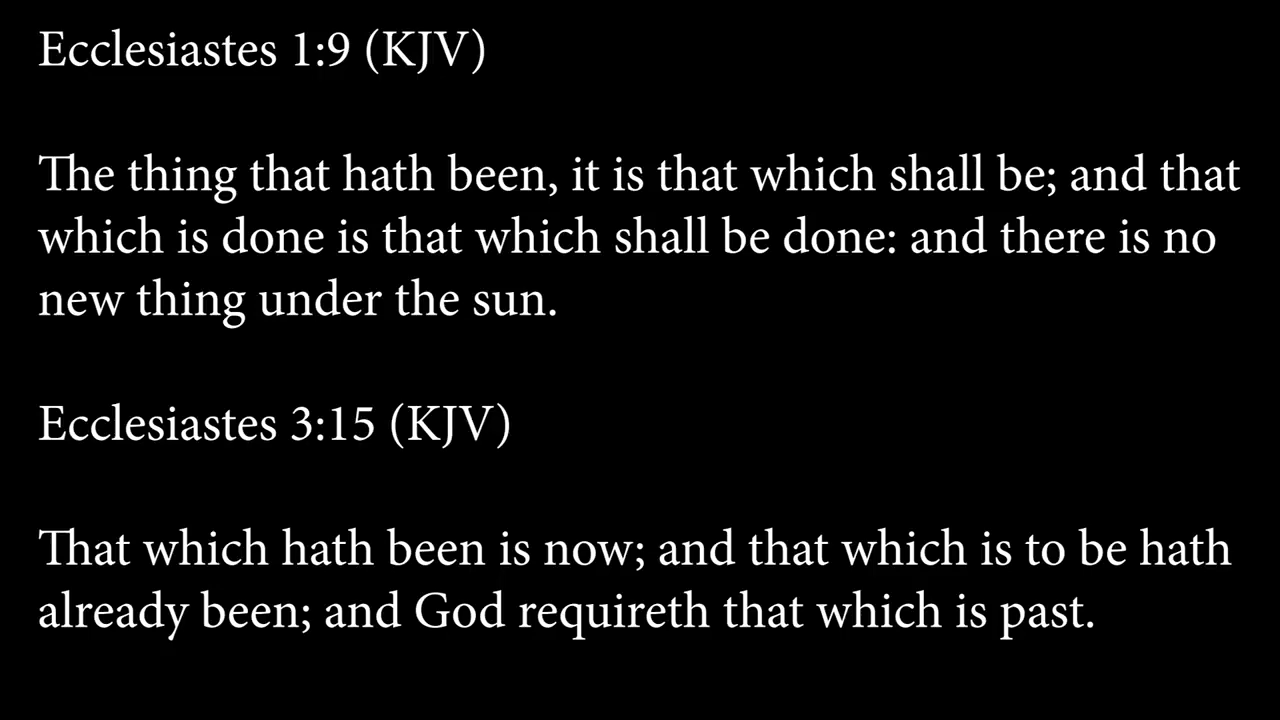 Ecclesiastes 1:9 (KJV)
The thing that hath been, it is that which shall be; and that
which is done is that which shall be done: and there is no
new thing under the sun.
Ecclesiastes 3:15 (KJV)
That which hath been is now; and that which is to be hath
already been; and God requireth that which is past.